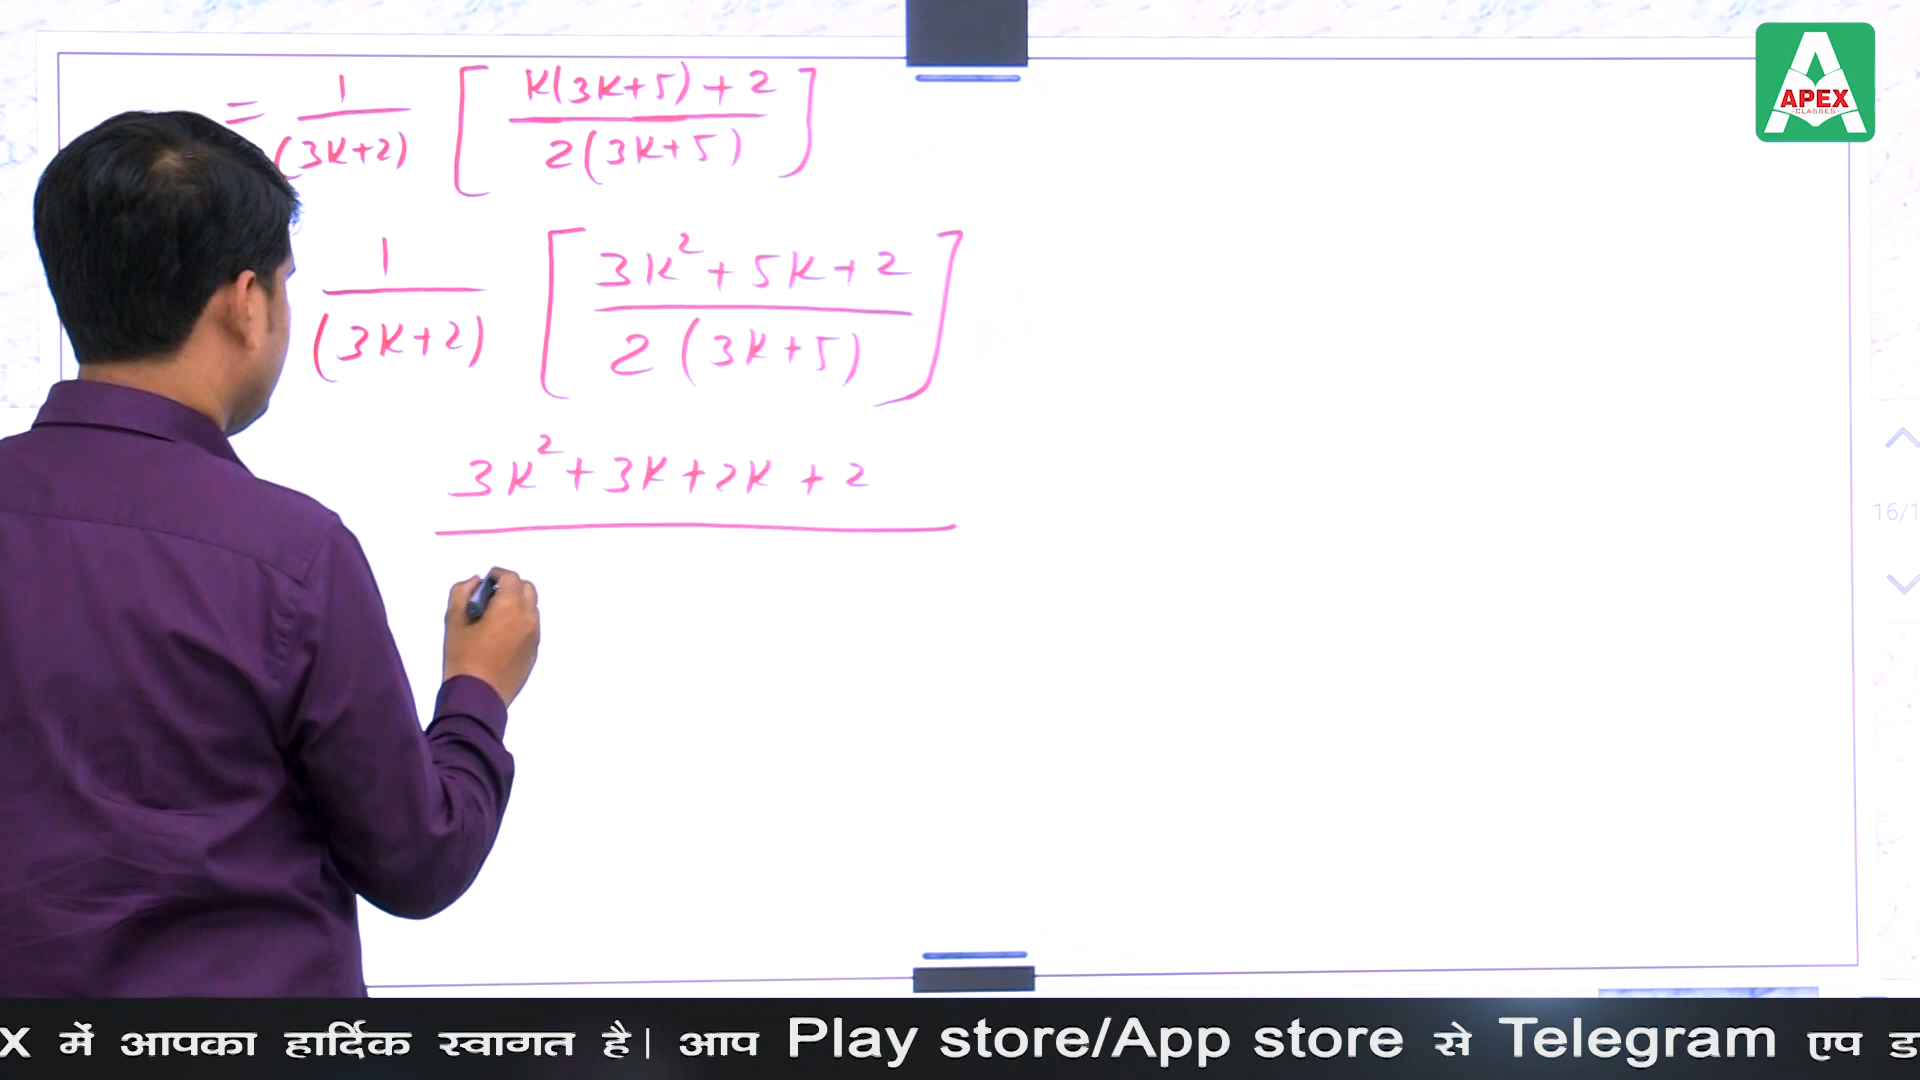 = 1/(3k+2) [ k(3k+5)+2 / 2(3k+5) ]
1/(3k+2) [ 3k²+5k+2 / 2(3k+5) ]
3k²+3k+2k+2
APEX
CLASSES
16/1
x में आपका हार्दिक स्वागत है। आप Play store/App store से Telegram एप ड